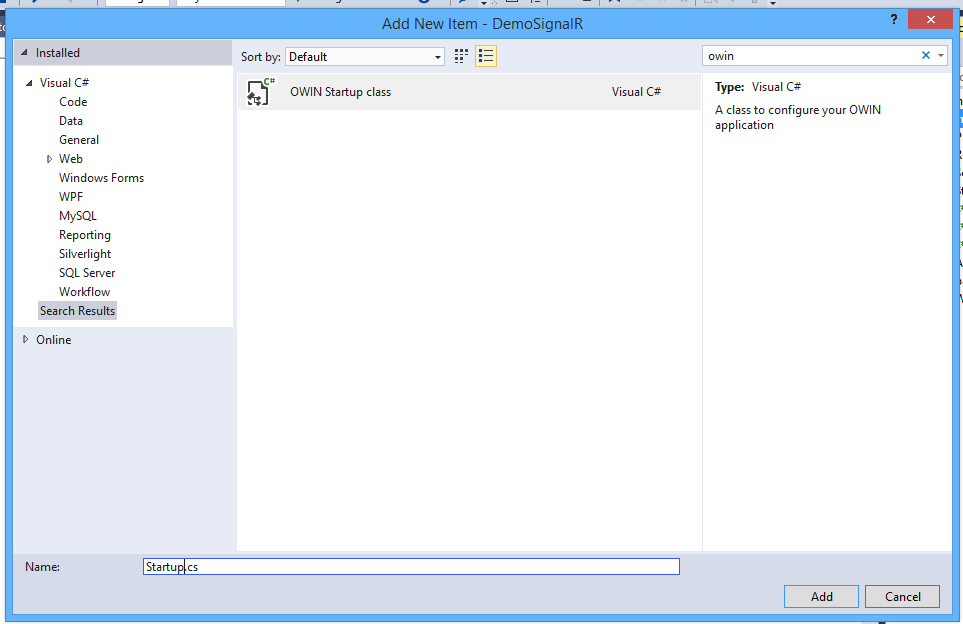 Add New Item - DemoSignalR
?
Installed
Sort by: Default
owin
Visual C#
Code
Data
General
Web
Windows Forms
WPF
MySQL
Reporting
Silverlight
SQL Server
Workflow
Search Results
Online
C#
OWIN Startup class
Visual C#
Type: Visual C#
A class to configure your OWIN
application
Name:
Startup.cs
Add
Cancel